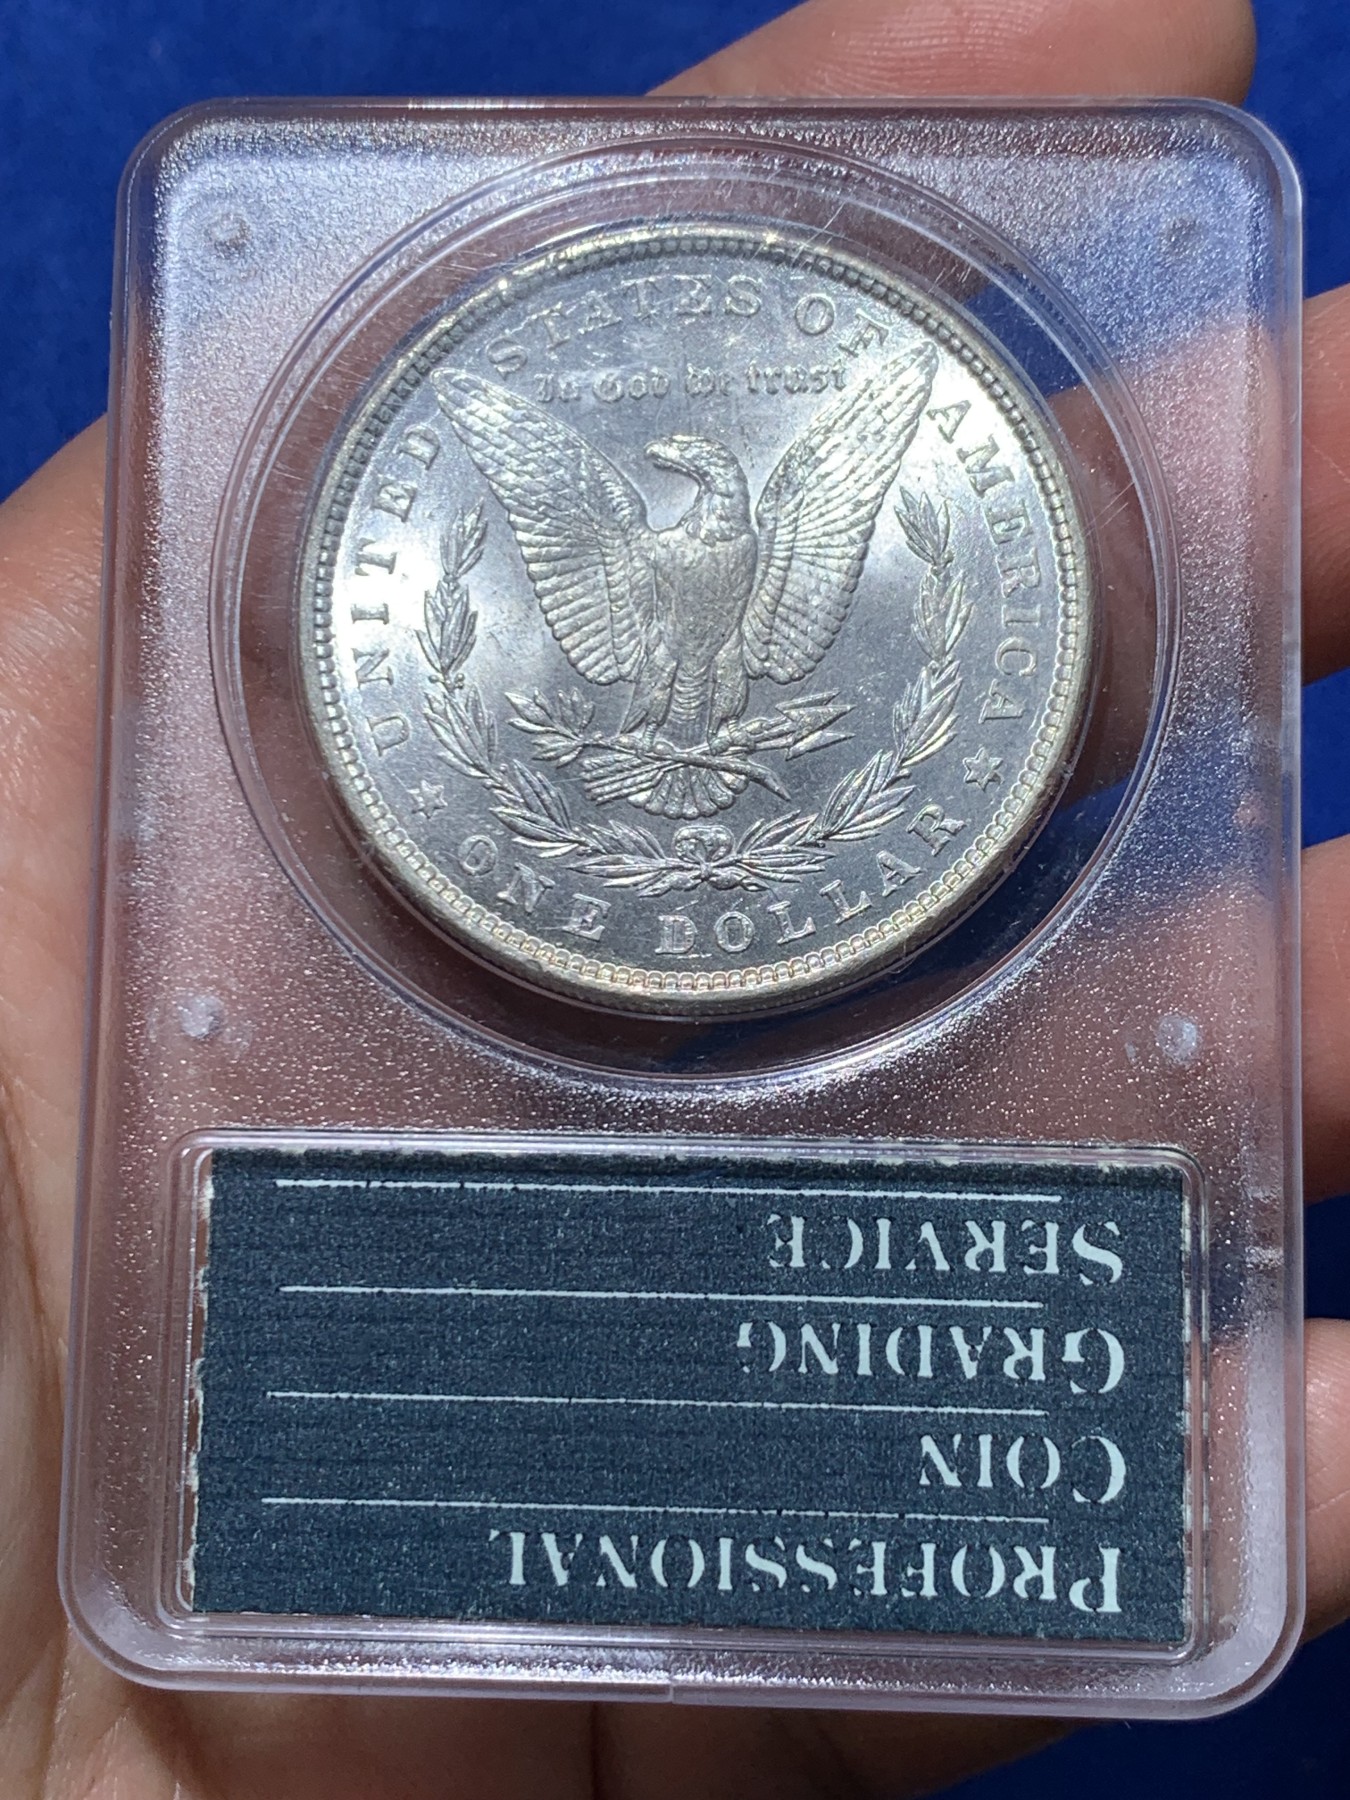 UNITED STATES OF AMERICA
In God we trust
★ ONE DOLLAR ★
PROFESSIONAL
COIN
GRADING
SERVICE